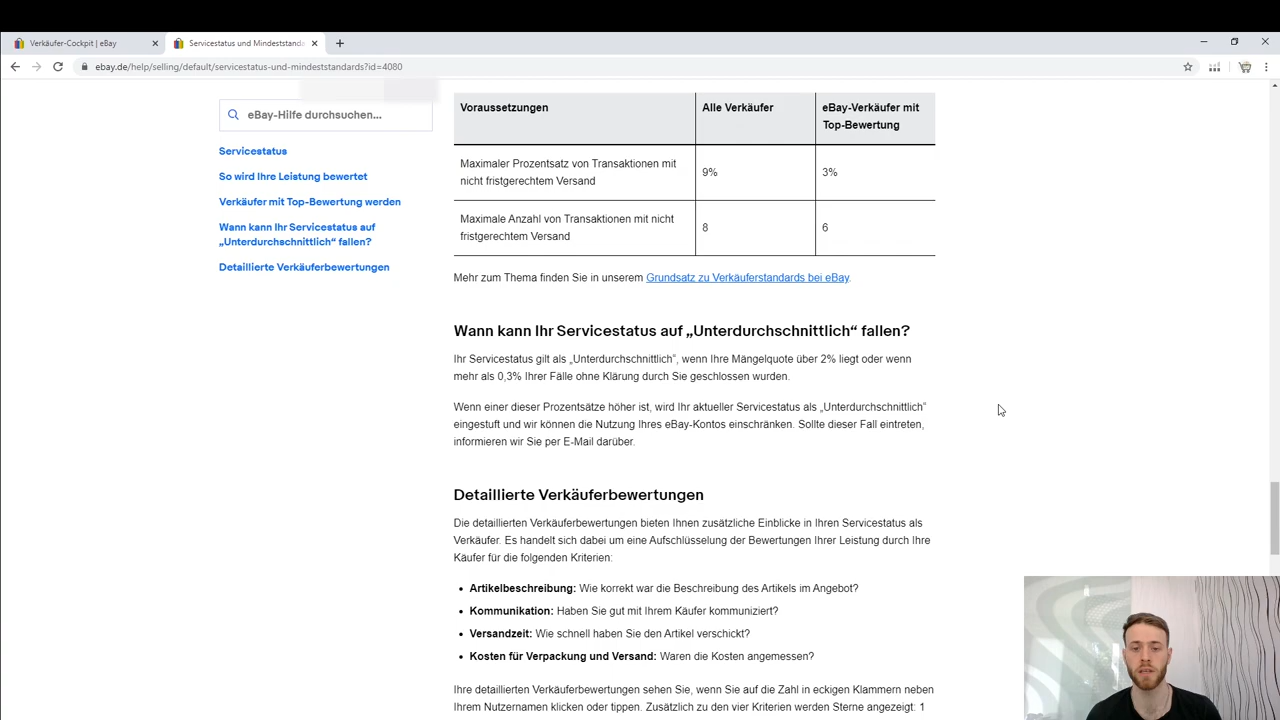 Verkäufer-Cockpit | eBay
Servicestatus und Mindeststanda
ebay.de/help/selling/default/servicestatus-und-mindeststandards?id=4080
eBay-Hilfe durchsuchen...
Servicestatus
So wird Ihre Leistung bewertet
Verkäufer mit Top-Bewertung werden
Wann kann Ihr Servicestatus auf
„Unterdurchschnittlich“ fallen?
Detaillierte Verkäuferbewertungen
Voraussetzungen Alle Verkäufer eBay-Verkäufer mit
Top-Bewertung
Maximaler Prozentsatz von Transaktionen mit
nicht fristgerechtem Versand 9% 3%
Maximale Anzahl von Transaktionen mit nicht
fristgerechtem Versand 8 6
Mehr zum Thema finden Sie in unserem Grundsatz zu Verkäuferstandards bei eBay.
Wann kann Ihr Servicestatus auf „Unterdurchschnittlich“ fallen?
Ihr Servicestatus gilt als „Unterdurchschnittlich“, wenn Ihre Mängelquote über 2% liegt oder wenn
mehr als 0,3% Ihrer Fälle ohne Klärung durch Sie geschlossen wurden.
Wenn einer dieser Prozentsätze höher ist, wird Ihr aktueller Servicestatus als „Unterdurchschnittlich“
eingestuft und wir können die Nutzung Ihres eBay-Kontos einschränken. Sollte dieser Fall eintreten,
informieren wir Sie per E-Mail darüber.
Detaillierte Verkäuferbewertungen
Die detaillierten Verkäuferbewertungen bieten Ihnen zusätzliche Einblicke in Ihren Servicestatus als
Verkäufer. Es handelt sich dabei um eine Aufschlüsselung der Bewertungen Ihrer Leistung durch Ihre
Käufer für die folgenden Kriterien:
• Artikelbeschreibung: Wie korrekt war die Beschreibung des Artikels im Angebot?
• Kommunikation: Haben Sie gut mit Ihrem Käufer kommuniziert?
• Versandzeit: Wie schnell haben Sie den Artikel verschickt?
• Kosten für Verpackung und Versand: Waren die Kosten angemessen?
Ihre detaillierten Verkäuferbewertungen sehen Sie, wenn Sie auf die Zahl in eckigen Klammern neben
Ihrem Nutzernamen klicken oder tippen. Zusätzlich zu den vier Kriterien werden Sterne angezeigt: 1